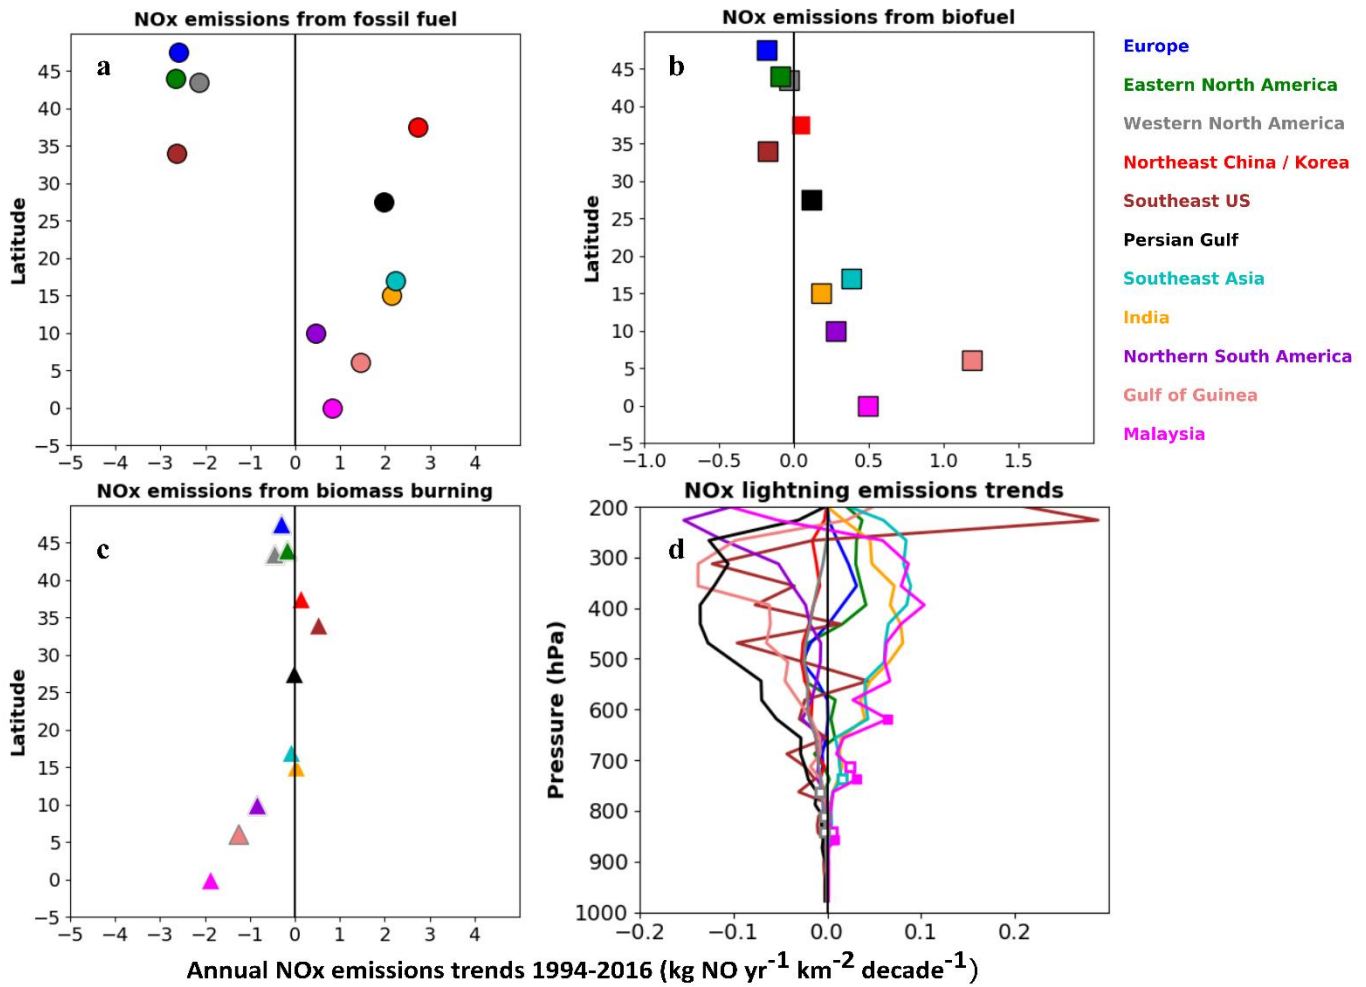 NOx emissions from fossil fuel
a
45
40
35
30
25
20
15
10
5
0
−5
Latitude
−5 −4 −3 −2 −1 0 1 2 3 4
NOx emissions from biofuel
b
45
40
35
30
25
20
15
10
5
0
−5
Latitude
−1.0 −0.5 0.0 0.5 1.0 1.5
Europe
Eastern North America
Western North America
Northeast China / Korea
Southeast US
Persian Gulf
Southeast Asia
India
Northern South America
Gulf of Guinea
Malaysia
NOx emissions from biomass burning
c
45
40
35
30
25
20
15
10
5
0
−5
Latitude
−5 −4 −3 −2 −1 0 1 2 3 4
NOx lightning emissions trends
d
200
300
400
500
600
700
800
900
1000
Pressure (hPa)
−0.2 −0.1 0.0 0.1 0.2
Annual NOx emissions trends 1994-2016 (kg NO yr⁻¹ km⁻² decade⁻¹)